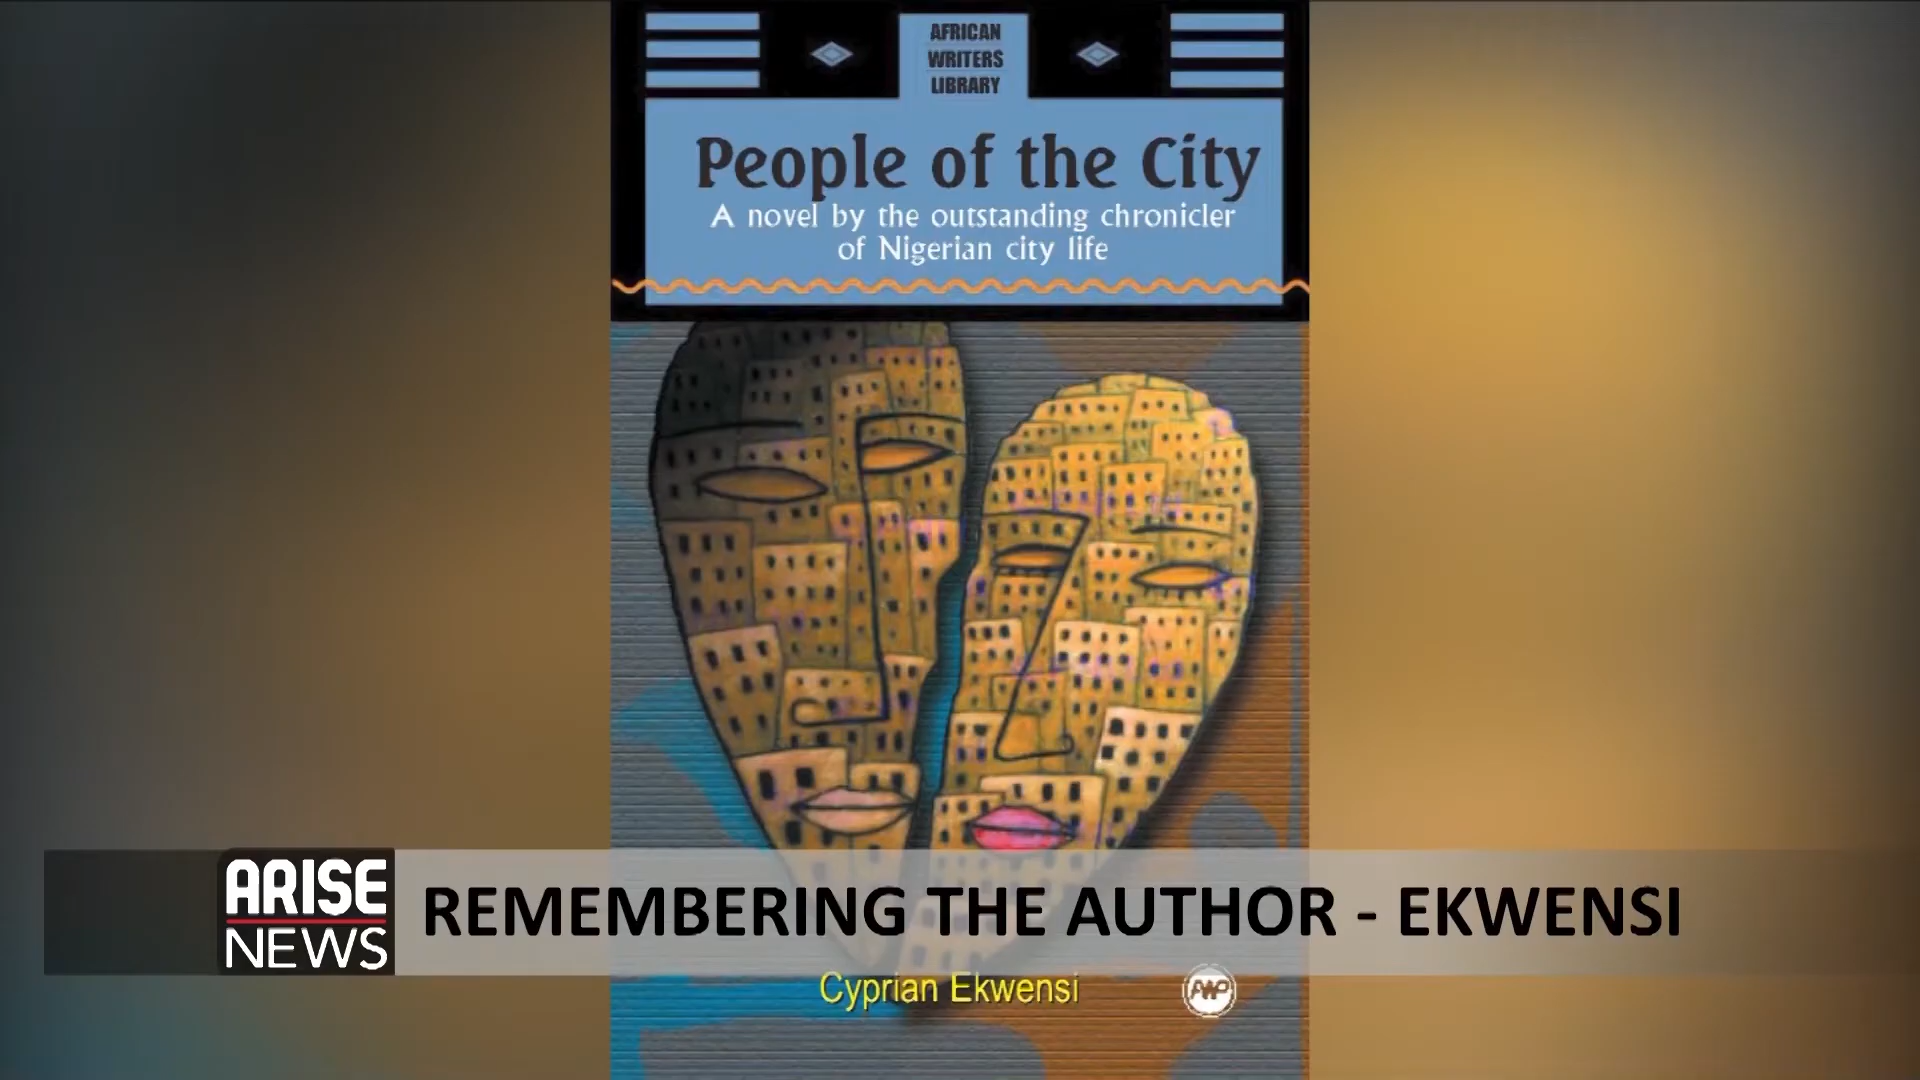 AFRICAN
WRITERS
LIBRARY
People of the City
A novel by the outstanding chronicler
of Nigerian city life
ARISE
NEWS
REMEMBERING THE AUTHOR - EKWENSI
Cyprian Ekwensi
AWP